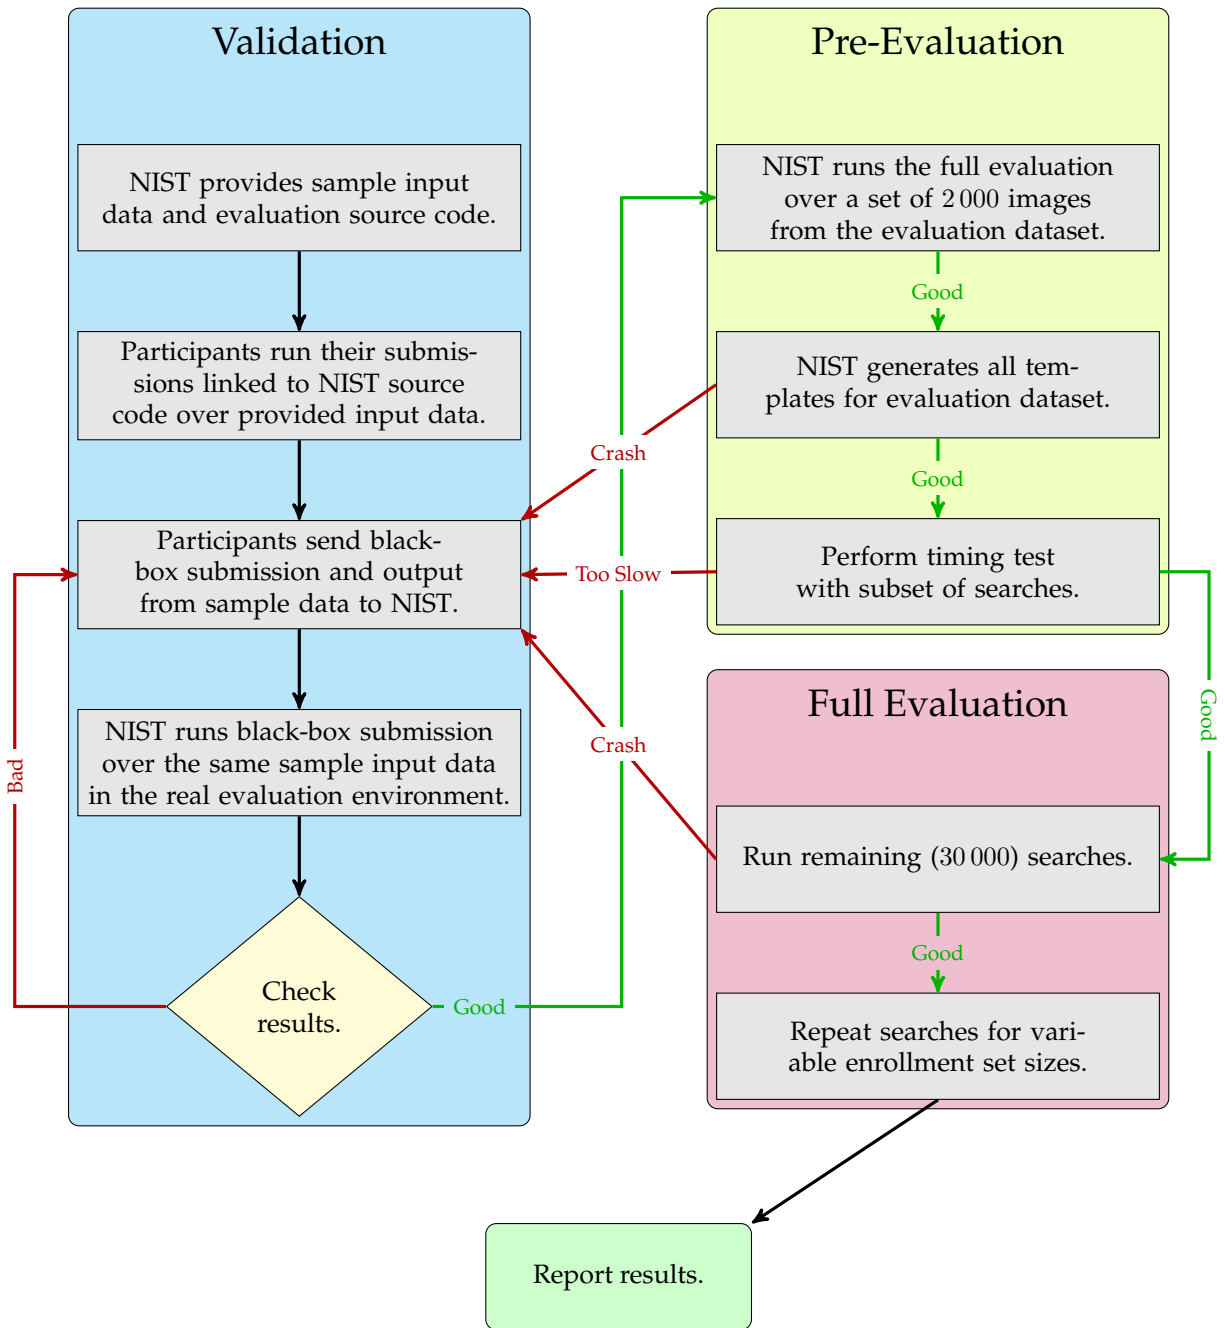 Validation
NIST provides sample input
data and evaluation source code.
Participants run their submis-
sions linked to NIST source
code over provided input data.
Participants send black-
box submission and output
from sample data to NIST.
NIST runs black-box submission
over the same sample input data
in the real evaluation environment.
Check
results.
Bad
Good
Pre-Evaluation
NIST runs the full evaluation
over a set of 2 000 images
from the evaluation dataset.
Good
NIST generates all tem-
plates for evaluation dataset.
Crash
Good
Perform timing test
with subset of searches.
Too Slow
Good
Full Evaluation
Run remaining (30 000) searches.
Crash
Good
Repeat searches for vari-
able enrollment set sizes.
Report results.